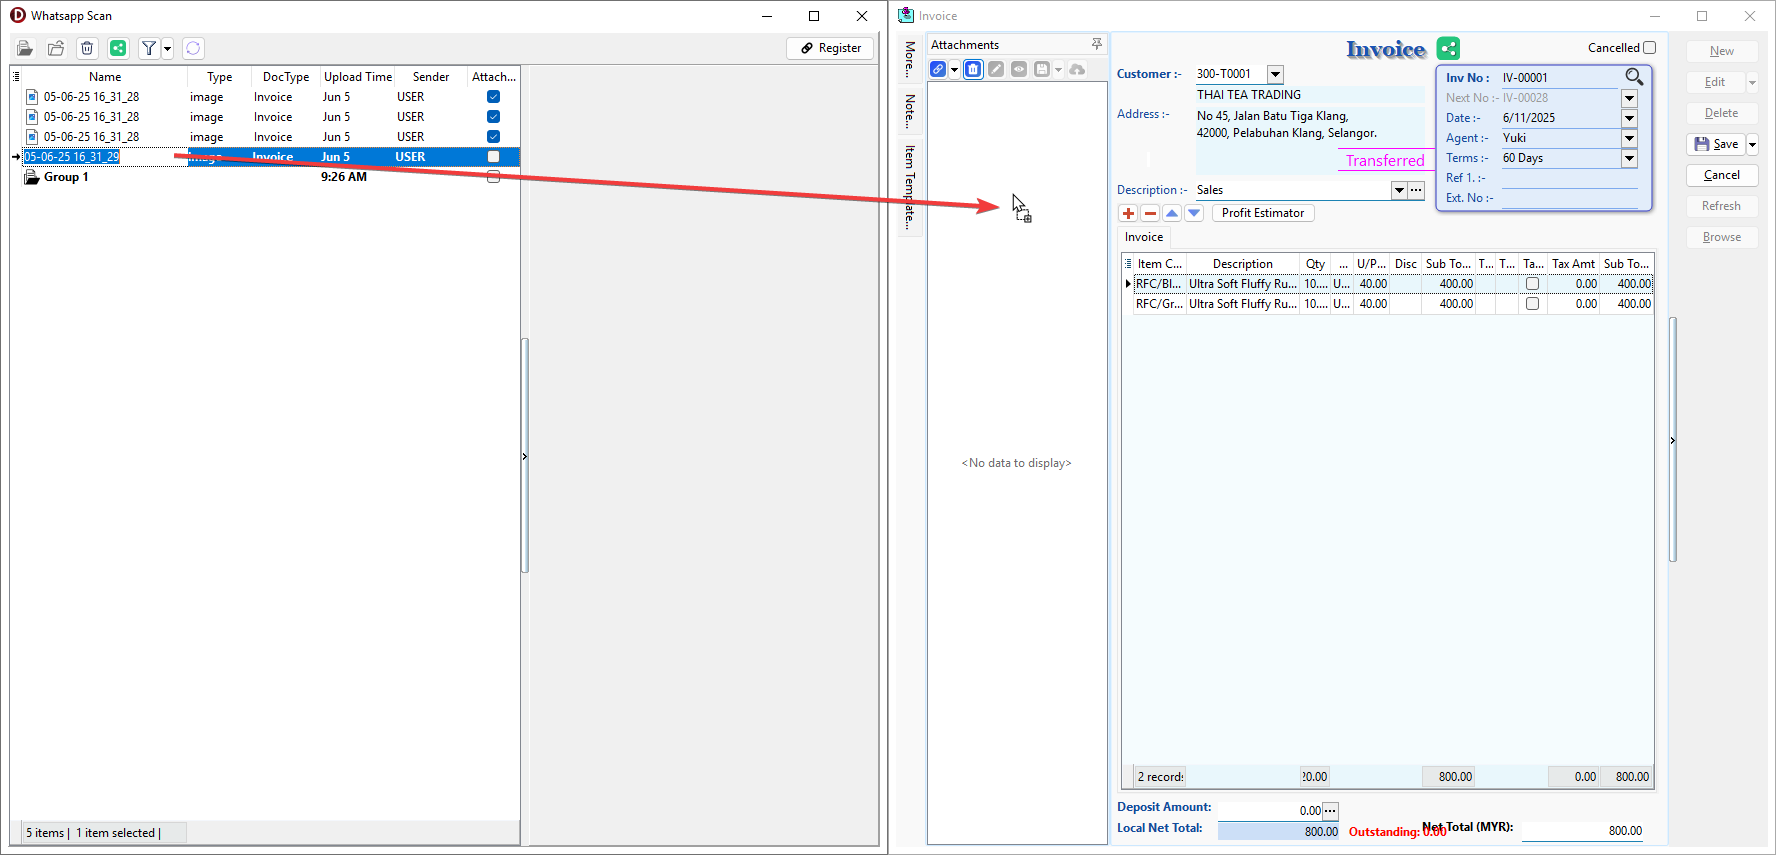 Whatsapp Scan
Register
Name Type DocType Upload Time Sender Attach...
05-06-25 16_31_28 image Invoice Jun 5 USER
05-06-25 16_31_28 image Invoice Jun 5 USER
05-06-25 16_31_28 image Invoice Jun 5 USER
05-06-25 16_31_29 image Invoice Jun 5 USER
Group 1 9:26 AM
5 items | 1 item selected |
Invoice
More...
Note...
Item Template...
Attachments
<No data to display>
Invoice
Cancelled
Customer :- 300-T0001
THAI TEA TRADING
Address :- No 45, Jalan Batu Tiga Klang,
42000, Pelabuhan Klang, Selangor.
Transferred
Description :- Sales
Inv No : IV-00001
Next No :- IV-00028
Date :- 6/11/2025
Agent :- Yuki
Terms :- 60 Days
Ref 1. :-
Ext. No :-
New
Edit
Delete
Save
Cancel
Refresh
Browse
Profit Estimator
Invoice
Item C... Description Qty ... U/P... Disc Sub To... T... T... Ta... Tax Amt Sub To...
RFC/Bl... Ultra Soft Fluffy Ru... 10.... U... 40.00 400.00 0.00 400.00
RFC/Gr... Ultra Soft Fluffy Ru... 10.... U... 40.00 400.00 0.00 400.00
2 records 20.00 800.00 0.00 800.00
Deposit Amount: 0.00
Local Net Total: 800.00 Outstanding: 0.00 Net Total (MYR): 800.00